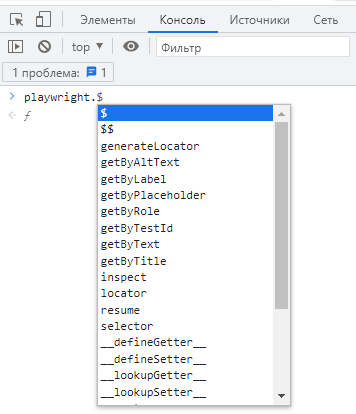 Элементы Консоль Источники Сеть
top Фильтр
1 проблема: 1
> playwright.$
f
$
$$
generateLocator
getByAltText
getByLabel
getByPlaceholder
getByRole
getByTestId
getByText
getByTitle
inspect
locator
resume
selector
__defineGetter__
__defineSetter__
__lookupGetter__
__lookupSetter__